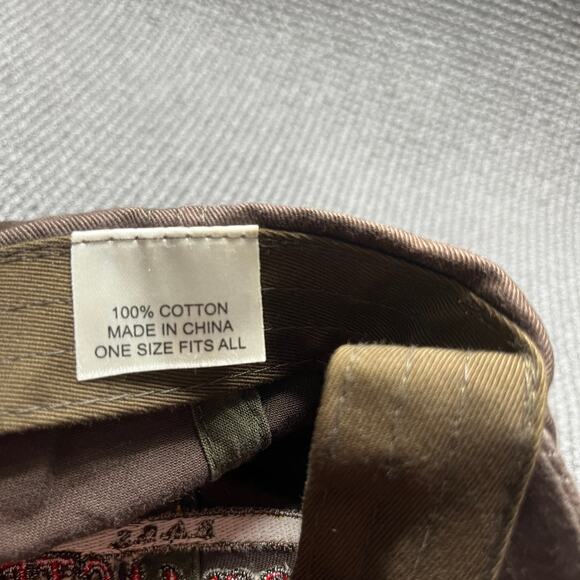 100% COTTON
MADE IN CHINA
ONE SIZE FITS ALL